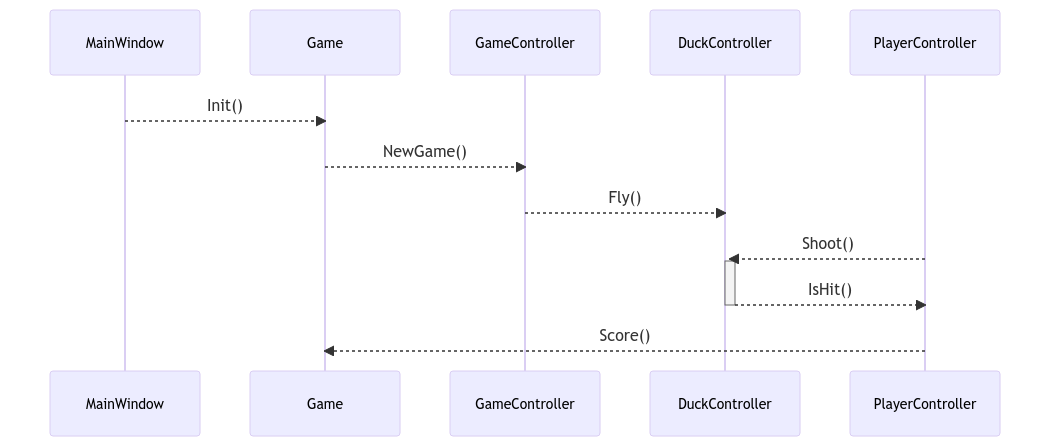 MainWindow
Game
GameController
DuckController
PlayerController
Init()
NewGame()
Fly()
Shoot()
IsHit()
Score()
MainWindow
Game
GameController
DuckController
PlayerController